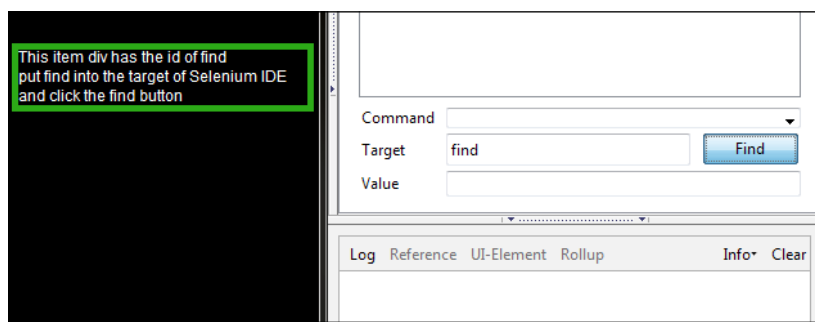 This item div has the id of find
put find into the target of Selenium IDE
and click the find button
Command
Target find Find
Value
Log Reference UI-Element Rollup Info Clear